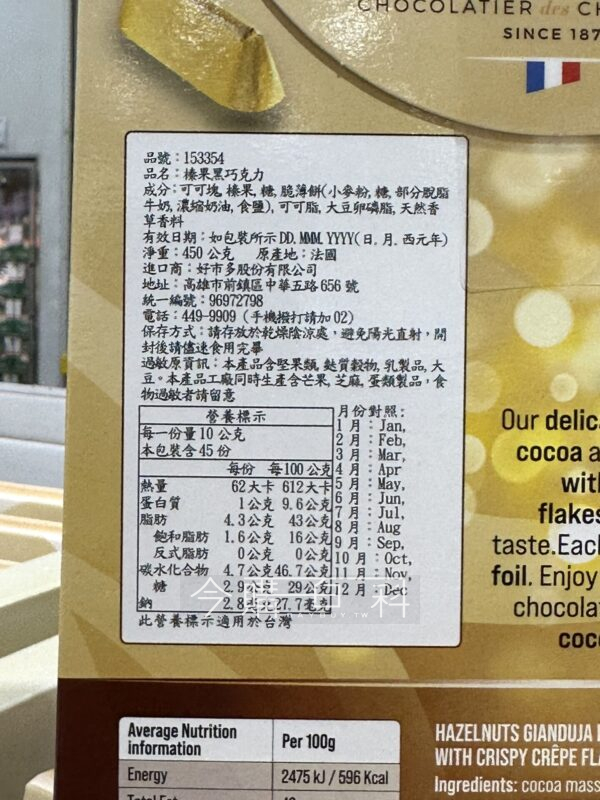 CHOCOLATIER des CH
SINCE 187
品號：153354
品名：榛果黑巧克力
成分：可可塊, 榛果, 糖, 脆薄餅(小麥粉, 糖, 部分脫脂
牛奶, 濃縮奶油, 食鹽), 可可脂, 大豆卵磷脂, 天然香
草香料
有效日期：如包裝所示 DD. MMM. YYYY(日. 月. 西元年)
淨重：450 公克 原產地：法國
進口商：好市多股份有限公司
地址：高雄市前鎮區中華五路 656 號
統一編號：96972798
電話：449-9909 (手機撥打請加 02)
保存方式：請存放於乾燥陰涼處，避免陽光直射，開
封後請儘速食用完畢
過敏原資訊：本產品含堅果類, 麩質穀物, 乳製品, 大
豆。本產品工廠同時生產含芒果, 芝麻, 蛋類製品，食
物過敏者請留意
營養標示
每一份量 10 公克
本包裝含 45 份
每份 每 100 公克
熱量 62 大卡 612 大卡
蛋白質 1 公克 9.6 公克
脂肪 4.3 公克 43 公克
飽和脂肪 1.6 公克 16 公克
反式脂肪 0 公克 0 公克
碳水化合物 4.7 公克 46.7 公克
糖 2.9 29 公克
鈉 2.8 27.7 毫克
此營養標示適用於台灣
月份對照：
1 月：Jan,
2 月：Feb,
3 月：Mar,
4 月：Apr
5 月：May,
6 月：Jun,
7 月：Jul,
8 月：Aug
9 月：Sep,
10 月：Oct,
11 月：Nov,
12 月：Dec
Our delic
cocoa a
with
flakes
taste.Each
foil. Enjoy
chocolat
coc
Average Nutrition
information
Per 100g
Energy 2475 kJ / 596 Kcal
Total Fat
HAZELNUTS GIANDUJA
WITH CRISPY CRÊPE FLA
Ingredients: cocoa mass